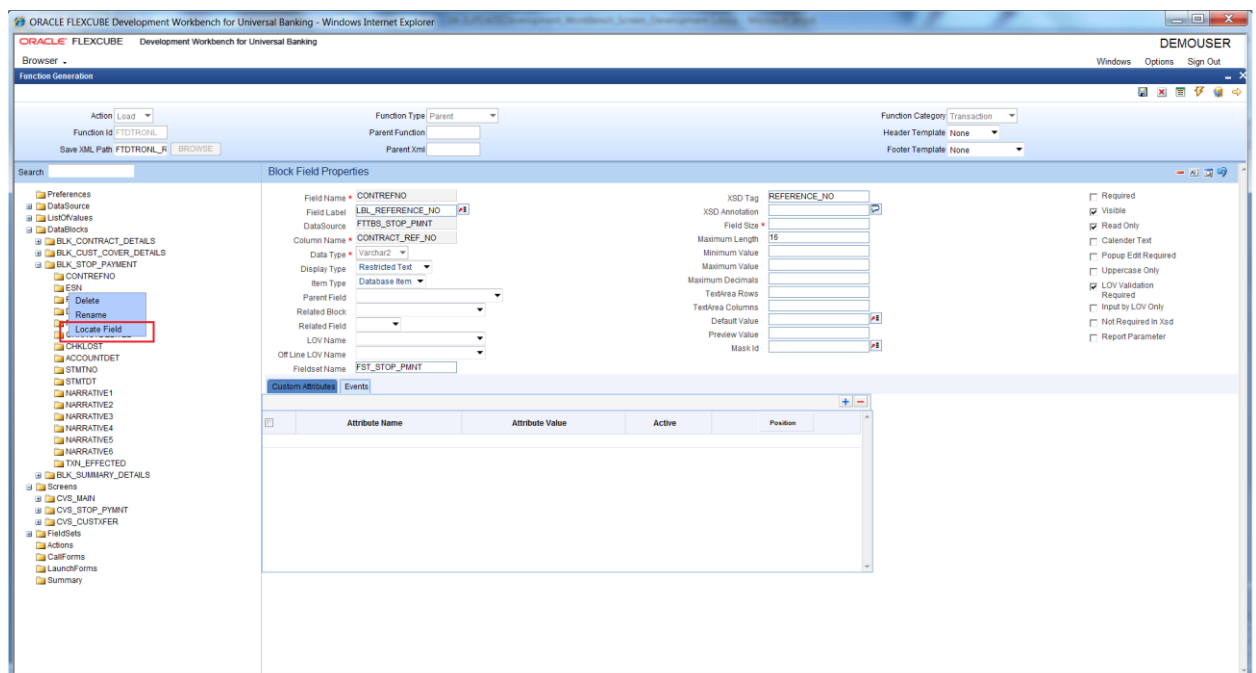 ORACLE FLEXCUBE Development Workbench for Universal Banking - Windows Internet Explorer
ORACLE FLEXCUBE Development Workbench for Universal Banking
DEMOUSER
Browser
Windows Options Sign Out
Function Generation
Action Load Function Type Parent Function Category Transaction
Function Id FTDTRONL Parent Function Header Template None
Save XML Path FTDTRONL_R BROWSE Parent Xml Footer Template None
Search
Preferences
DataSource
ListOfValues
DataBlocks
BLK_CONTRACT_DETAILS
BLK_CUST_COVER_DETAILS
BLK_STOP_PAYMENT
CONTREFNO
ESN
Delete
Rename
Locate Field
CHKLOST
ACCOUNTDET
STMTNO
STMTDT
NARRATIVE1
NARRATIVE2
NARRATIVE3
NARRATIVE4
NARRATIVE5
NARRATIVE6
TXN_EFFECTED
BLK_SUMMARY_DETAILS
Screens
CVS_MAIN
CVS_STOP_PYMNT
CVS_CUSTXFER
FieldSets
Actions
CallForms
LaunchForms
Summary
Block Field Properties
Field Name * CONTREFNO
Field Label LBL_REFERENCE_NO
DataSource FTTBS_STOP_PMNT
Column Name * CONTRACT_REF_NO
Data Type * Varchar2
Display Type Restricted Text
Item Type Database Item
Parent Field
Related Block
Related Field
LOV Name
Off Line LOV Name
Fieldset Name FST_STOP_PMNT
XSD Tag REFERENCE_NO
XSD Annotation
Field Size *
Maximum Length 16
Minimum Value
Maximum Value
Maximum Decimals
TextArea Rows
TextArea Columns
Default Value
Preview Value
Mask Id
Required
Visible
Read Only
Calender Text
Popup Edit Required
Uppercase Only
LOV Validation
Required
Input by LOV Only
Not Required In Xsd
Report Parameter
Custom Attributes Events
Attribute Name Attribute Value Active Position